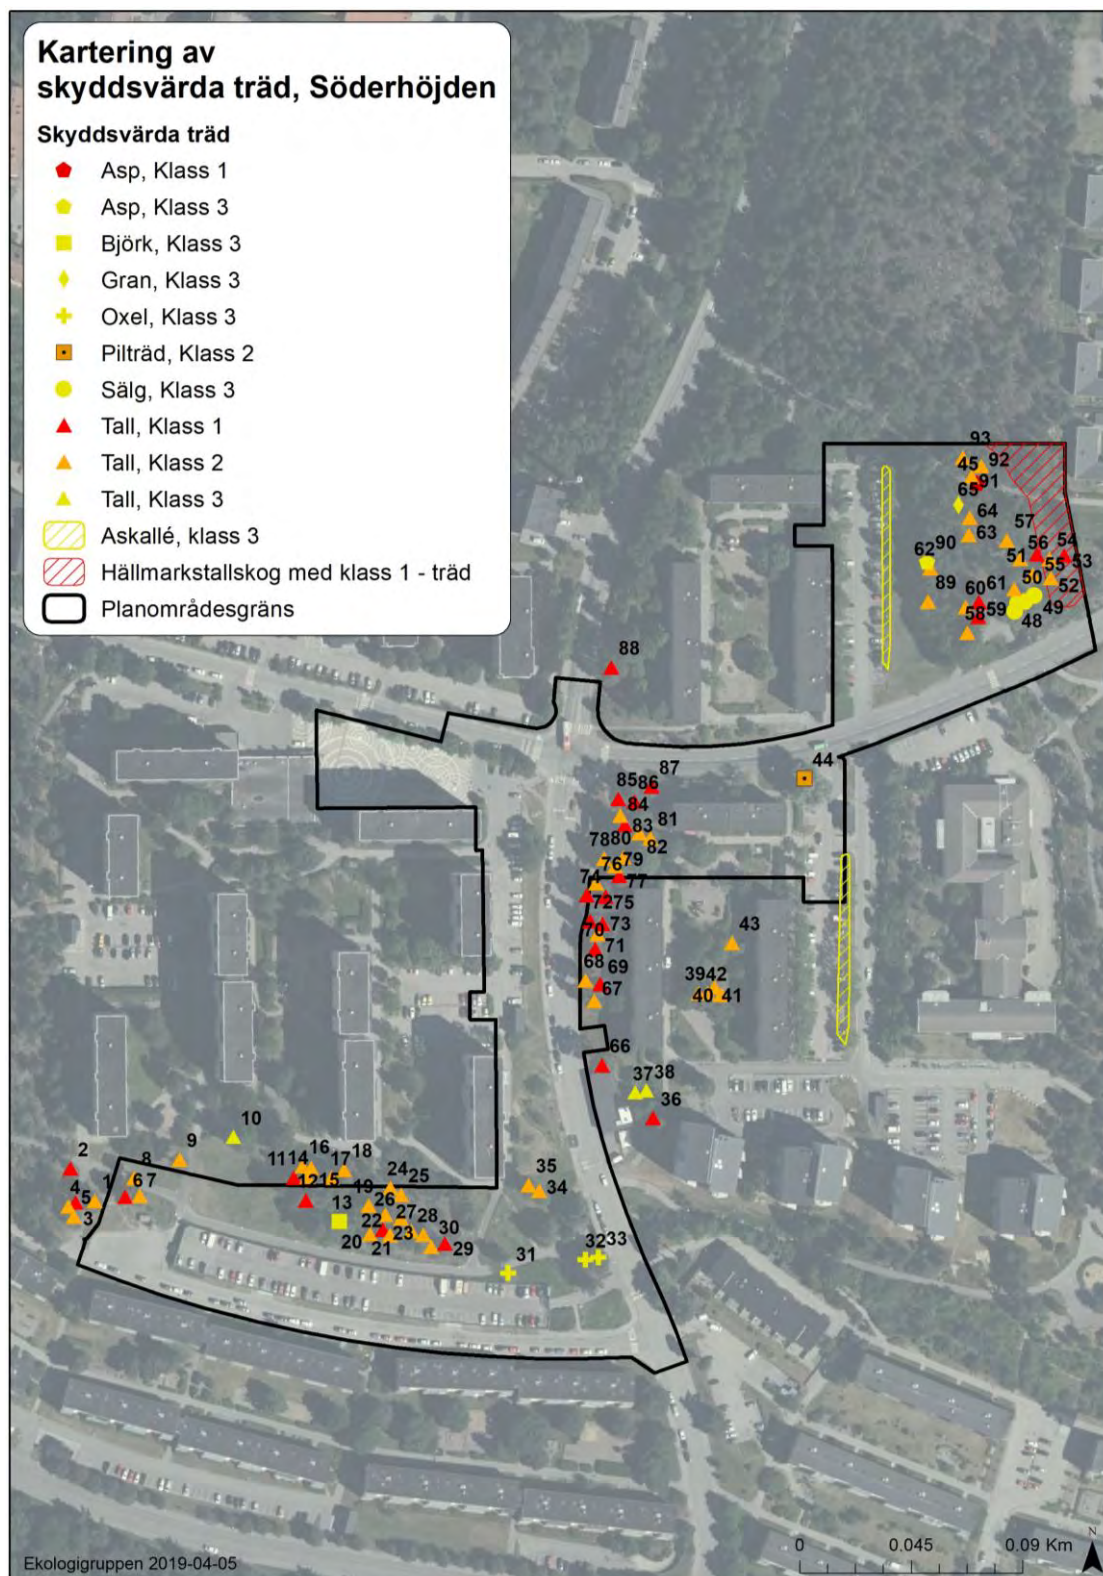 Kartering av
skyddsvärda träd, Söderhöjden
Skyddsvärda träd
Asp, Klass 1
Asp, Klass 3
Björk, Klass 3
Gran, Klass 3
Oxel, Klass 3
Pilträd, Klass 2
Sälg, Klass 3
Tall, Klass 1
Tall, Klass 2
Tall, Klass 3
Askallé, klass 3
Hällmarkstallskog med klass 1 - träd
Planområdesgräns
93
45 92
91
65
64
63
57
90
62
56 54
51 53
55
89
61 50
52
60
59 49
58 48
88
44
87
85 86
84
81
83
78 80
82
79
76
74 77
72 75
70 73
71
68 69
67
43
39 42
40 41
66
37 38
36
10
9
8
2
16
11 14 17 18
1 6 7
12 15 19
24 25
4 5
3
13
26
27
22 23 28
30
20 21
29
35
34
31
32 33
N
0 0.045 0.09 Km
Ekologigruppen 2019-04-05